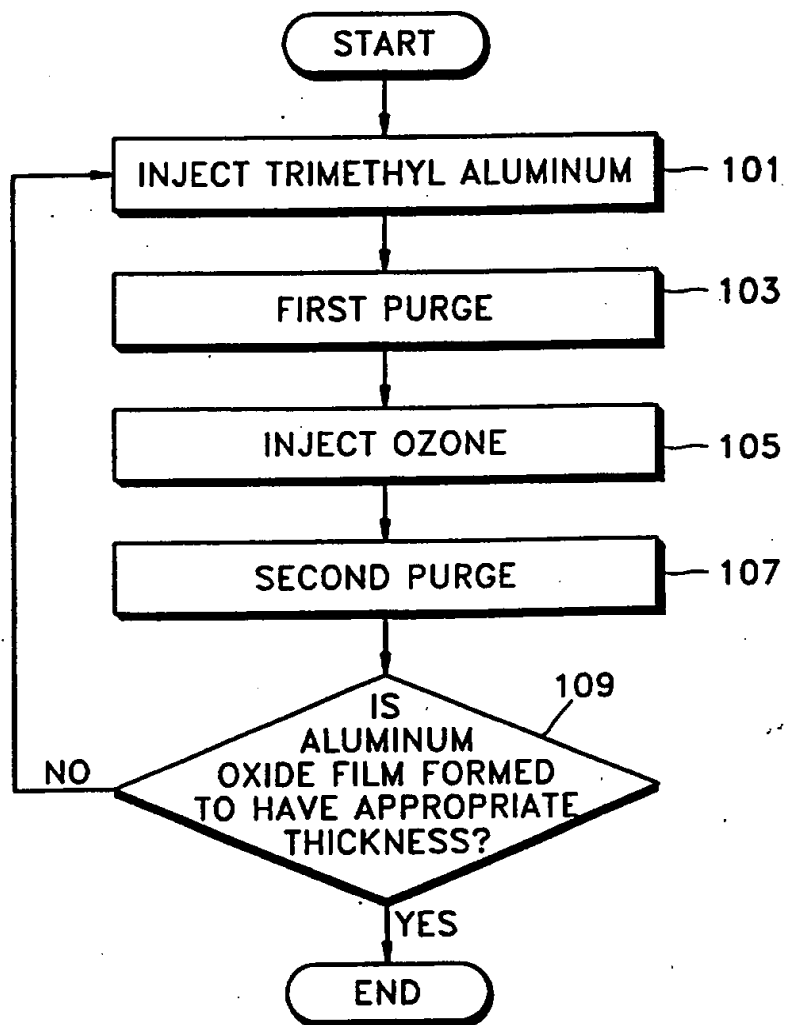 START
INJECT TRIMETHYL ALUMINUM
101
FIRST PURGE
103
INJECT OZONE
105
SECOND PURGE
107
109
IS
ALUMINUM
OXIDE FILM FORMED
TO HAVE APPROPRIATE
THICKNESS?
NO
YES
END